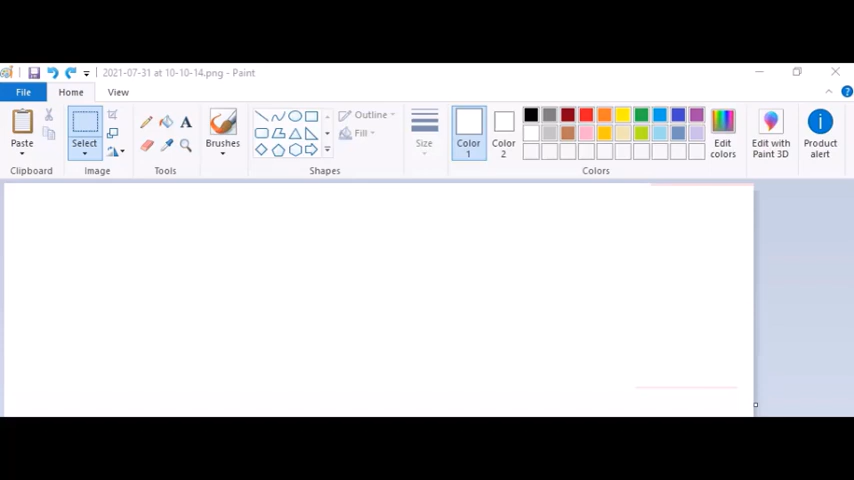 2021-07-31 at 10-10-14.png - Paint
File Home View
Paste Select Brushes Outline Fill Size Color 1 Color 2 Edit colors Edit with Paint 3D Product alert
Clipboard Image Tools Shapes Colors